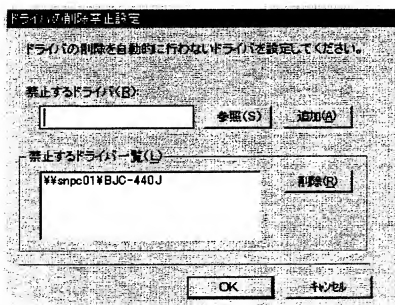 ドライバの削除禁止設定
ドライバの削除を自動的に行わないドライバを設定してください。
禁止するドライバ(B):
参照(S)
追加(A)
禁止するドライバ一覧(L)
¥¥snpc01¥BJC-440J
削除(R)
OK
キャンセル